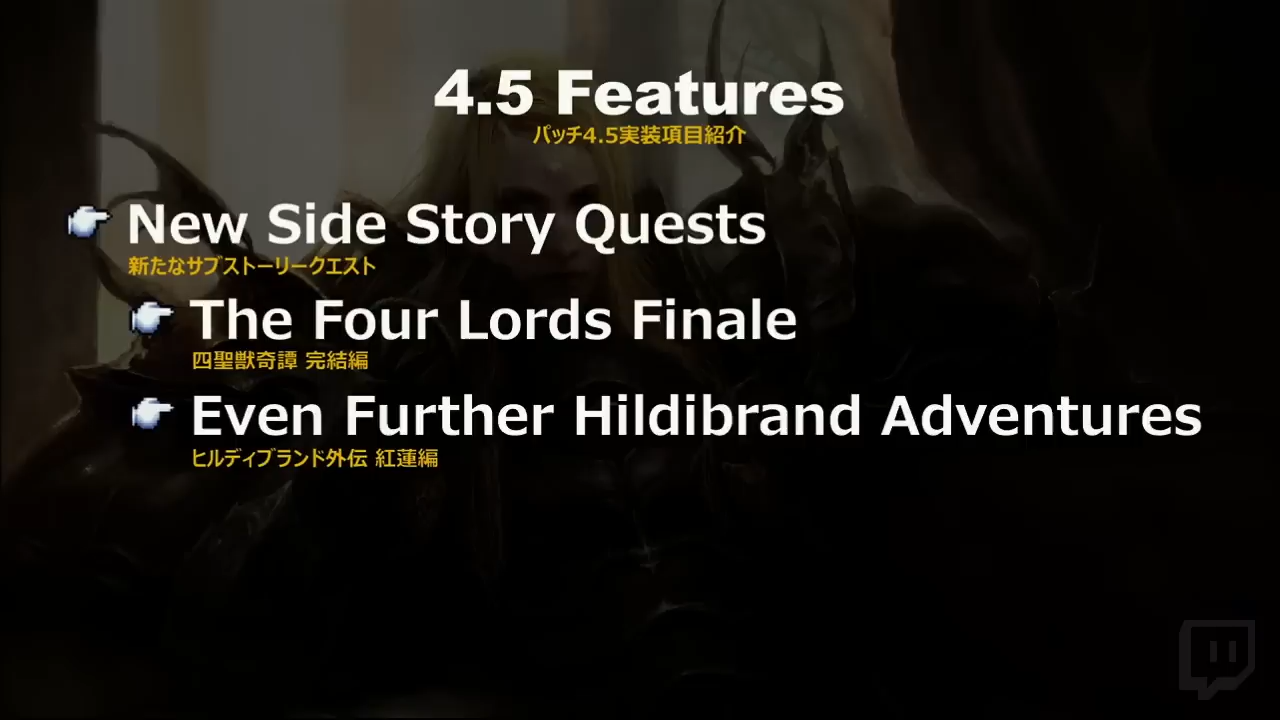 4.5 Features
パッチ4.5実装項目紹介
New Side Story Quests
新たなサブストーリークエスト
The Four Lords Finale
四聖獣奇譚 完結編
Even Further Hildibrand Adventures
ヒルディブランド外伝 紅蓮編